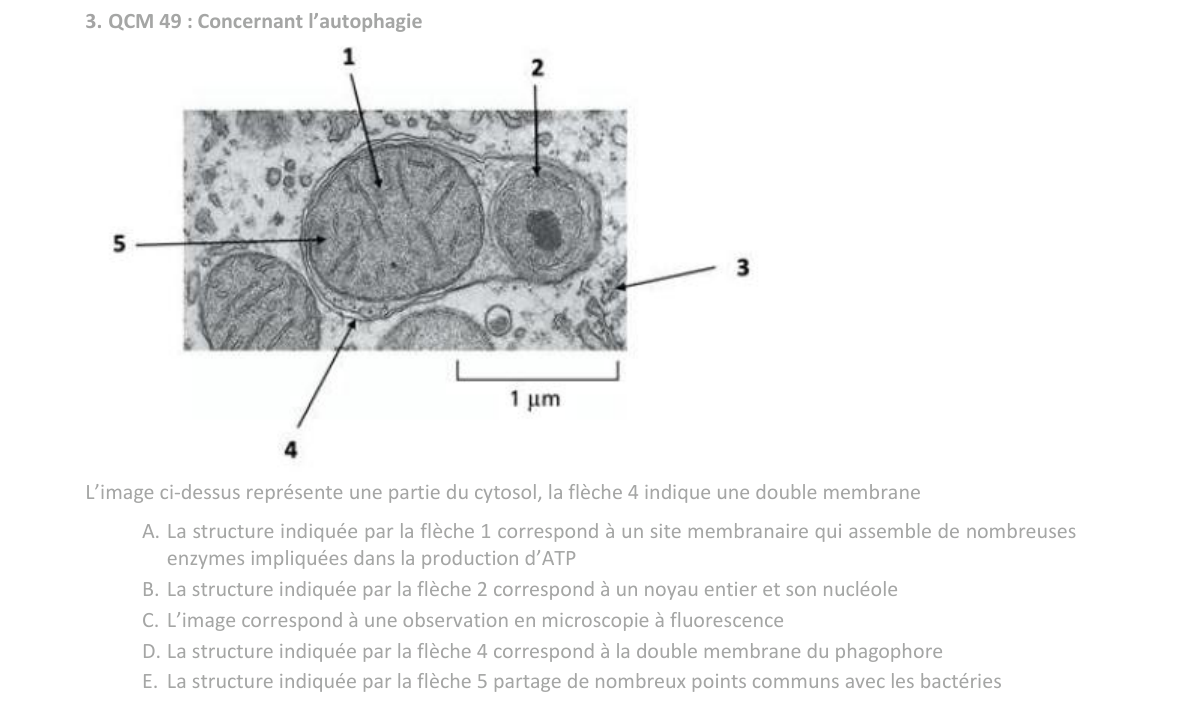 3. QCM 49 : Concernant l’autophagie
1
2
5
3
1 μm
4
L’image ci-dessus représente une partie du cytosol, la flèche 4 indique une double membrane
A. La structure indiquée par la flèche 1 correspond à un site membranaire qui assemble de nombreuses
enzymes impliquées dans la production d’ATP
B. La structure indiquée par la flèche 2 correspond à un noyau entier et son nucléole
C. L’image correspond à une observation en microscopie à fluorescence
D. La structure indiquée par la flèche 4 correspond à la double membrane du phagophore
E. La structure indiquée par la flèche 5 partage de nombreux points communs avec les bactéries